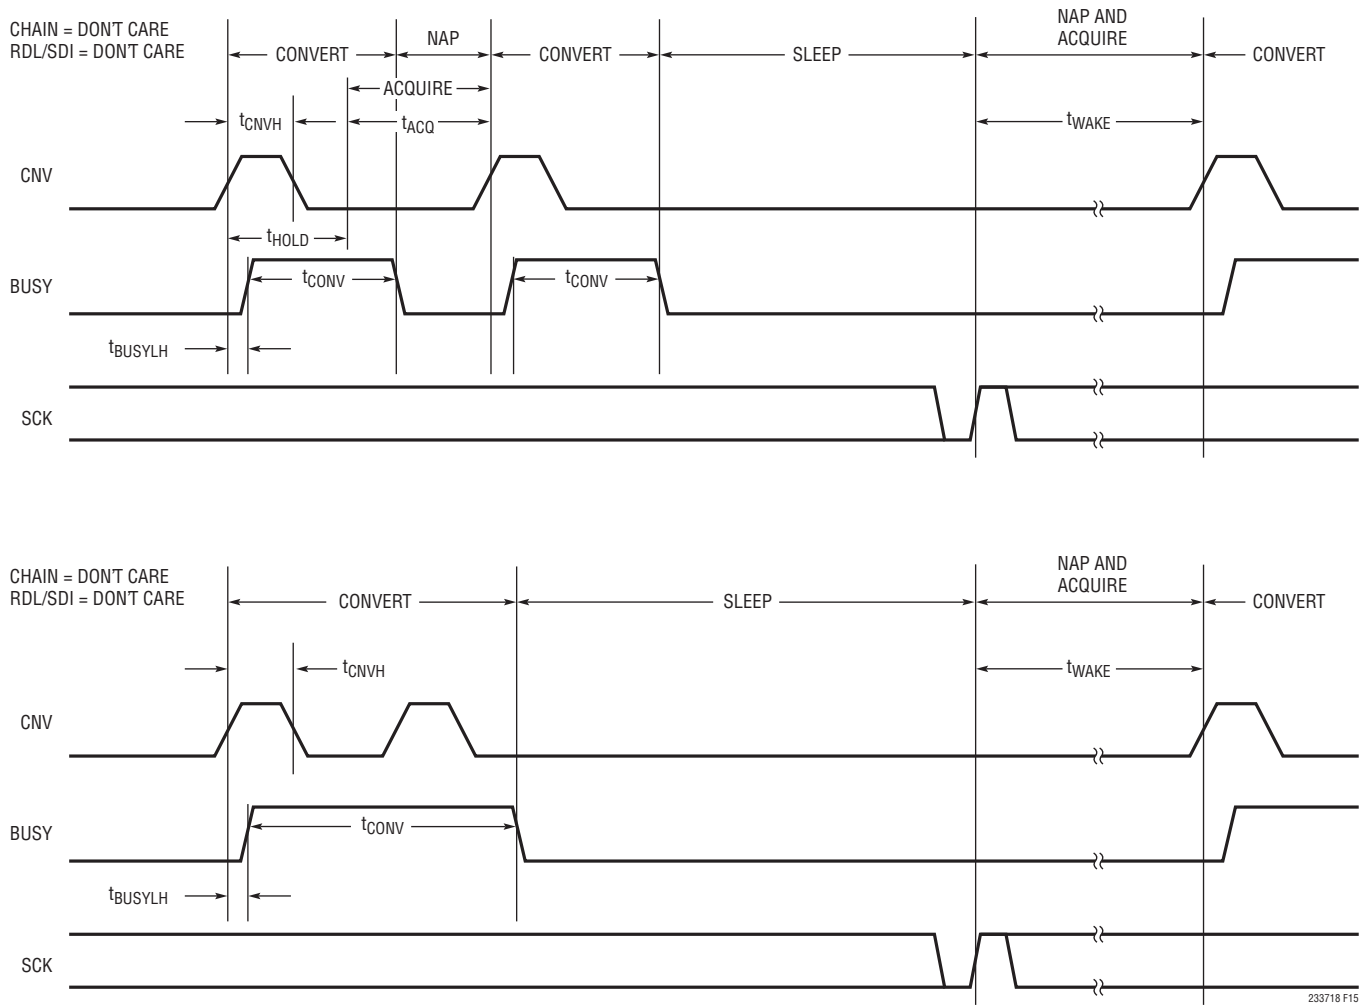 CHAIN = DON'T CARE
RDL/SDI = DON'T CARE
CONVERT
NAP
CONVERT
SLEEP
NAP AND
ACQUIRE
CONVERT
ACQUIRE
tCNVH
tACQ
tWAKE
CNV
tHOLD
BUSY
tCONV
tCONV
tBUSYLH
SCK
CHAIN = DON'T CARE
RDL/SDI = DON'T CARE
CONVERT
SLEEP
NAP AND
ACQUIRE
CONVERT
tCNVH
tWAKE
CNV
BUSY
tCONV
tBUSYLH
SCK
233718 F15